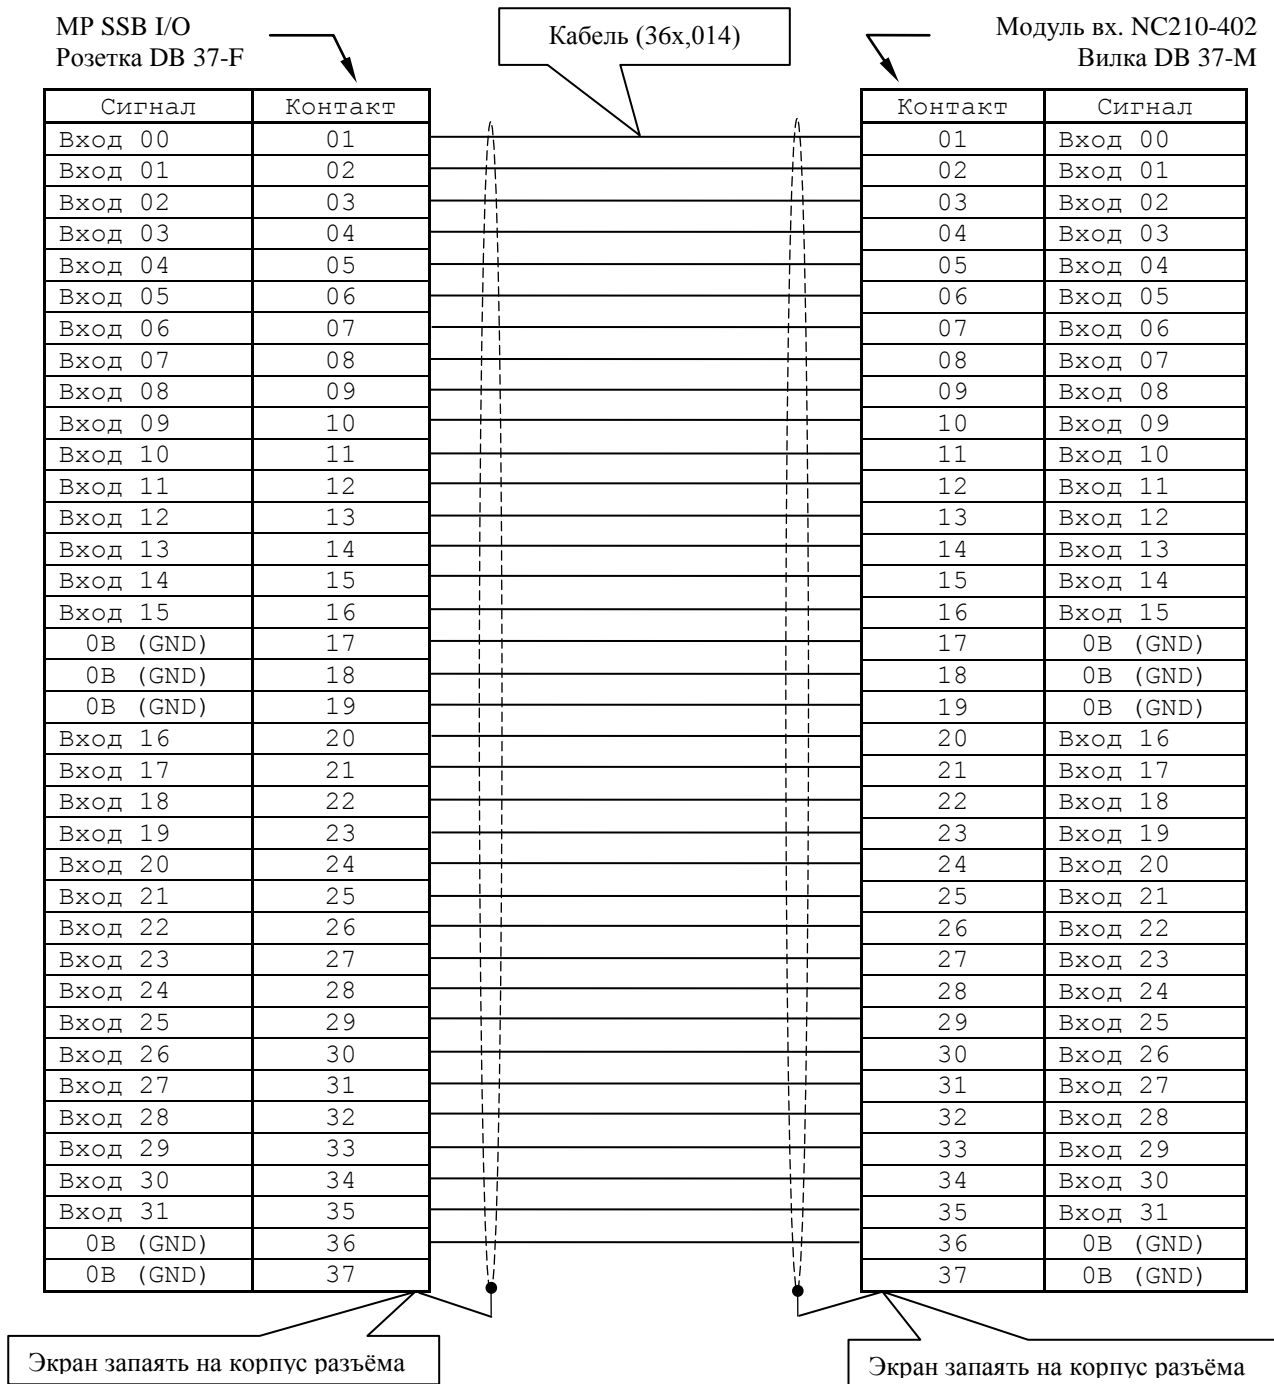 MP SSB I/O
Розетка DB 37-F
Кабель (36x,014)
Модуль вх. NC210-402
Вилка DB 37-M
Сигнал Контакт Контакт Сигнал
Вход 00 01 01 Вход 00
Вход 01 02 02 Вход 01
Вход 02 03 03 Вход 02
Вход 03 04 04 Вход 03
Вход 04 05 05 Вход 04
Вход 05 06 06 Вход 05
Вход 06 07 07 Вход 06
Вход 07 08 08 Вход 07
Вход 08 09 09 Вход 08
Вход 09 10 10 Вход 09
Вход 10 11 11 Вход 10
Вход 11 12 12 Вход 11
Вход 12 13 13 Вход 12
Вход 13 14 14 Вход 13
Вход 14 15 15 Вход 14
Вход 15 16 16 Вход 15
0В (GND) 17 17 0В (GND)
0В (GND) 18 18 0В (GND)
0В (GND) 19 19 0В (GND)
Вход 16 20 20 Вход 16
Вход 17 21 21 Вход 17
Вход 18 22 22 Вход 18
Вход 19 23 23 Вход 19
Вход 20 24 24 Вход 20
Вход 21 25 25 Вход 21
Вход 22 26 26 Вход 22
Вход 23 27 27 Вход 23
Вход 24 28 28 Вход 24
Вход 25 29 29 Вход 25
Вход 26 30 30 Вход 26
Вход 27 31 31 Вход 27
Вход 28 32 32 Вход 28
Вход 29 33 33 Вход 29
Вход 30 34 34 Вход 30
Вход 31 35 35 Вход 31
0В (GND) 36 36 0В (GND)
0В (GND) 37 37 0В (GND)
Экран запаять на корпус разъёма
Экран запаять на корпус разъёма